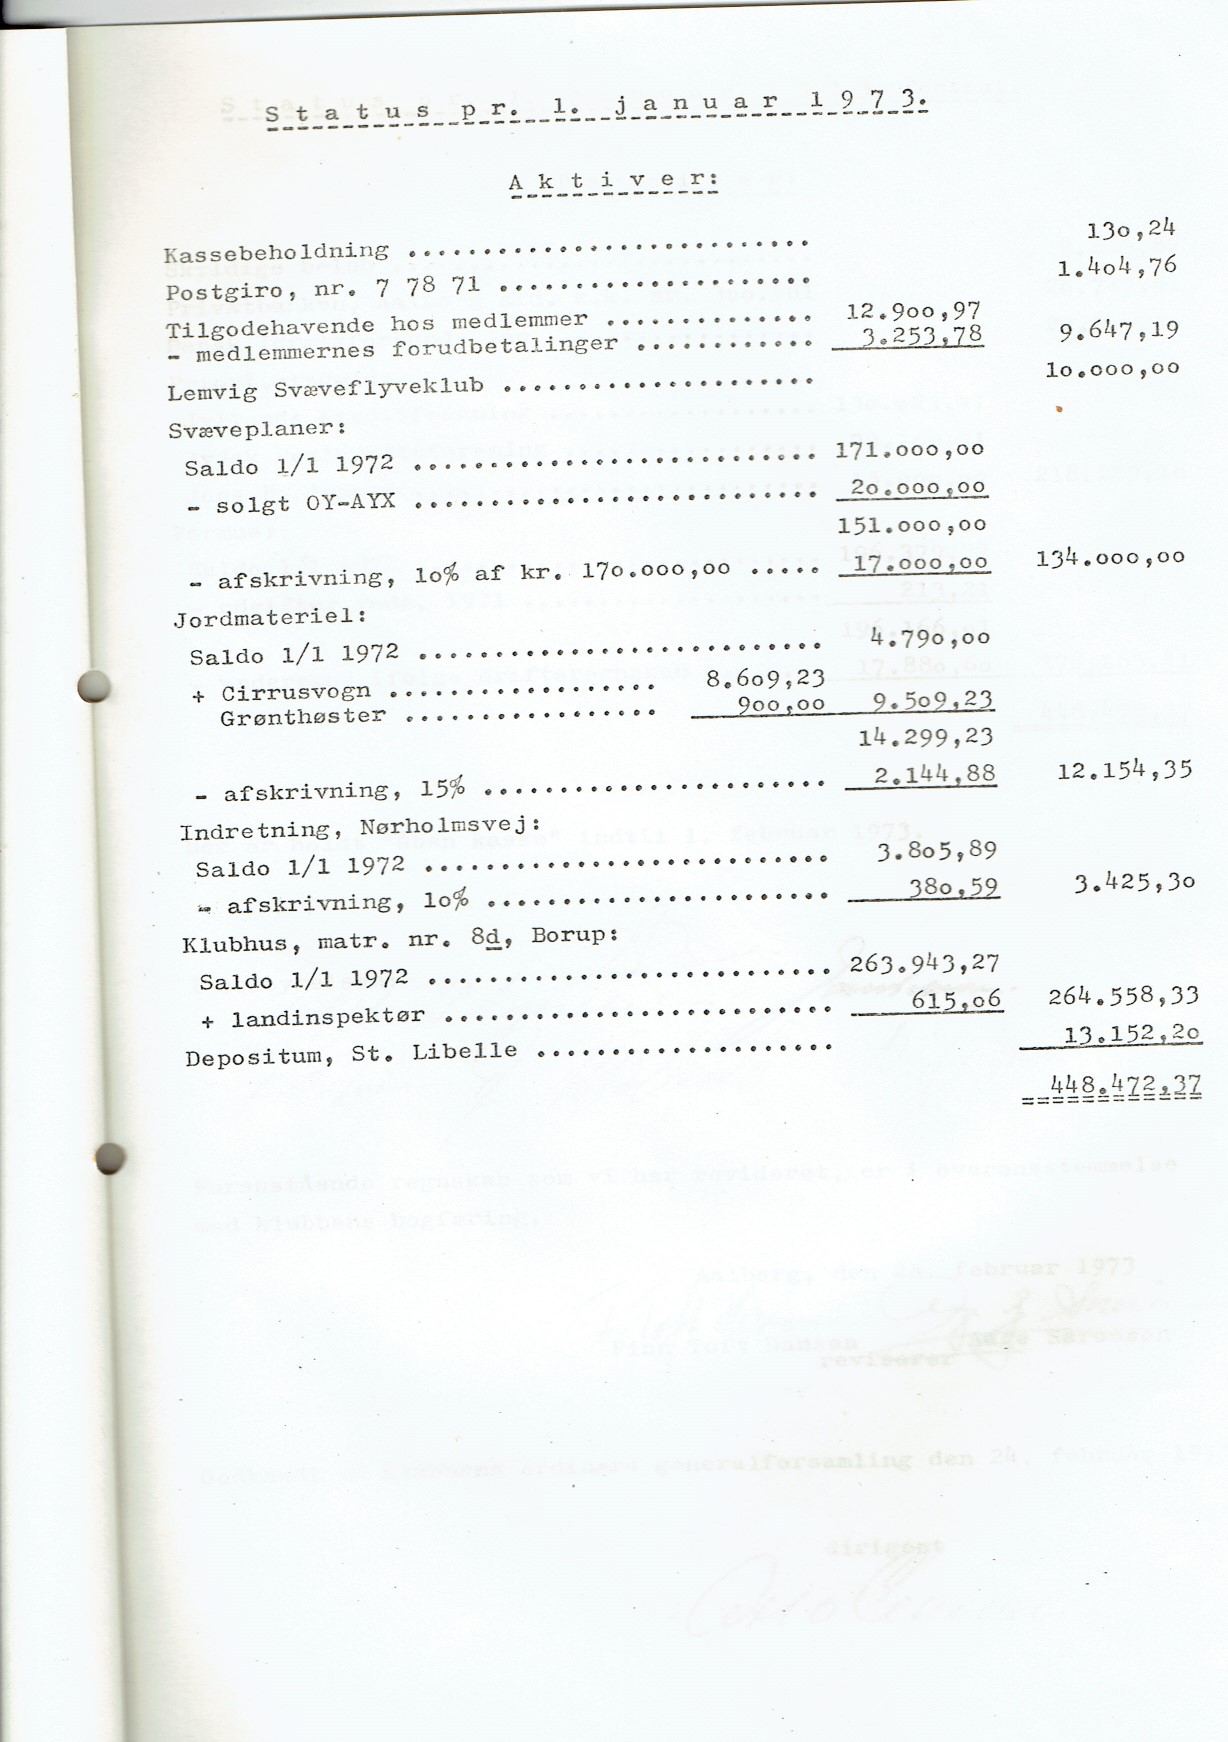 Status pr. 1. januar 1973.
Aktiver:
Kassebeholdning ........................... 130,24
Postgiro, nr. 7 78 71 ..................... 1.404,76
Tilgodehavende hos medlemmer .............. 12.900,97
- medlemmernes forudbetalinger ............ 3.253,78 9.647,19
Lemvig Svæveflyveklub ..................... 10.000,00
Svæveplaner:
Saldo 1/1 1972 ........................... 171.000,00
- solgt OY-AYX ........................... 20.000,00
151.000,00
- afskrivning, 10% af kr. 170.000,00 ..... 17.000,00 134.000,00
Jordmateriel:
Saldo 1/1 1972 ........................... 4.790,00
+ Cirrusvogn .................. 8.609,23
Grønthøster ................. 900,00 9.509,23
14.299,23
- afskrivning, 15% ....................... 2.144,88 12.154,35
Indretning, Nørholmsvej:
Saldo 1/1 1972 ........................... 3.805,89
- afskrivning, 10% ....................... 380,59 3.425,30
Klubhus, matr. nr. 8d, Borup:
Saldo 1/1 1972 ........................... 263.943,27
+ landinspektør .......................... 615,06 264.558,33
Depositum, St. Libelle .................... 13.152,20
448.472,37